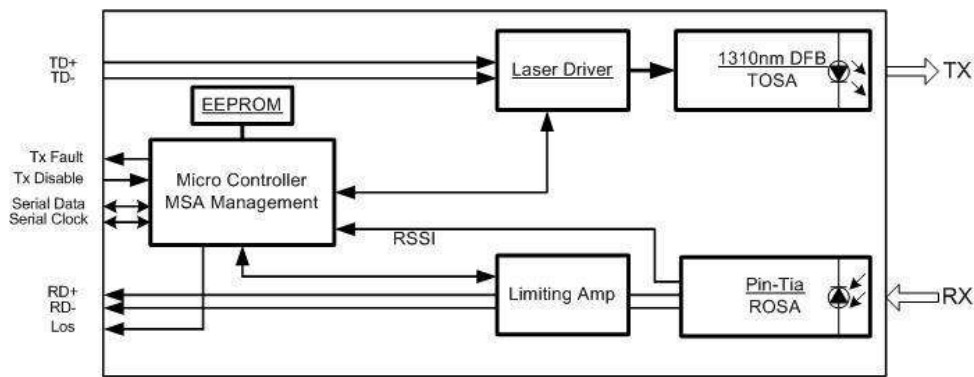 TD+
TD-
Laser Driver
1310nm DFB
TOSA
TX
EEPROM
Tx Fault
Tx Disable
Serial Data
Serial Clock
Micro Controller
MSA Management
RSSI
RD+
RD-
Los
Limiting Amp
Pin-Tia
ROSA
RX